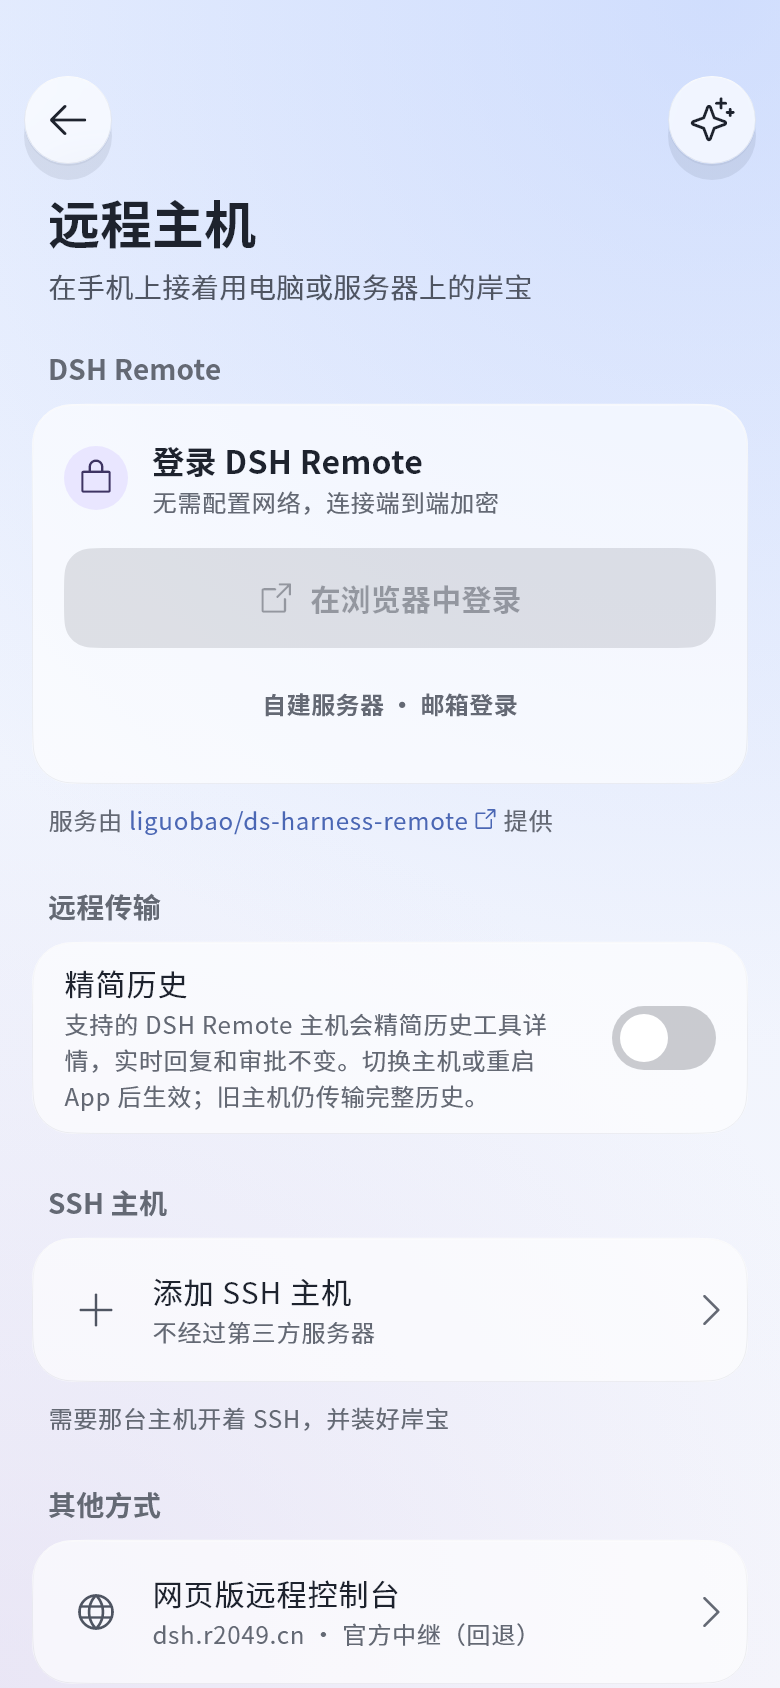 远程主机
在手机上接着用电脑或服务器上的岸宝
DSH Remote
登录 DSH Remote
无需配置网络，连接端到端加密
在浏览器中登录
自建服务器 · 邮箱登录
服务由 liguobao/ds-harness-remote 提供
远程传输
精简历史
支持的 DSH Remote 主机会精简历史工具详
情，实时回复和审批不变。切换主机或重启
App 后生效；旧主机仍传输完整历史。
SSH 主机
添加 SSH 主机
不经过第三方服务器
需要那台主机开着 SSH，并装好岸宝
其他方式
网页版远程控制台
dsh.r2049.cn · 官方中继（回退）